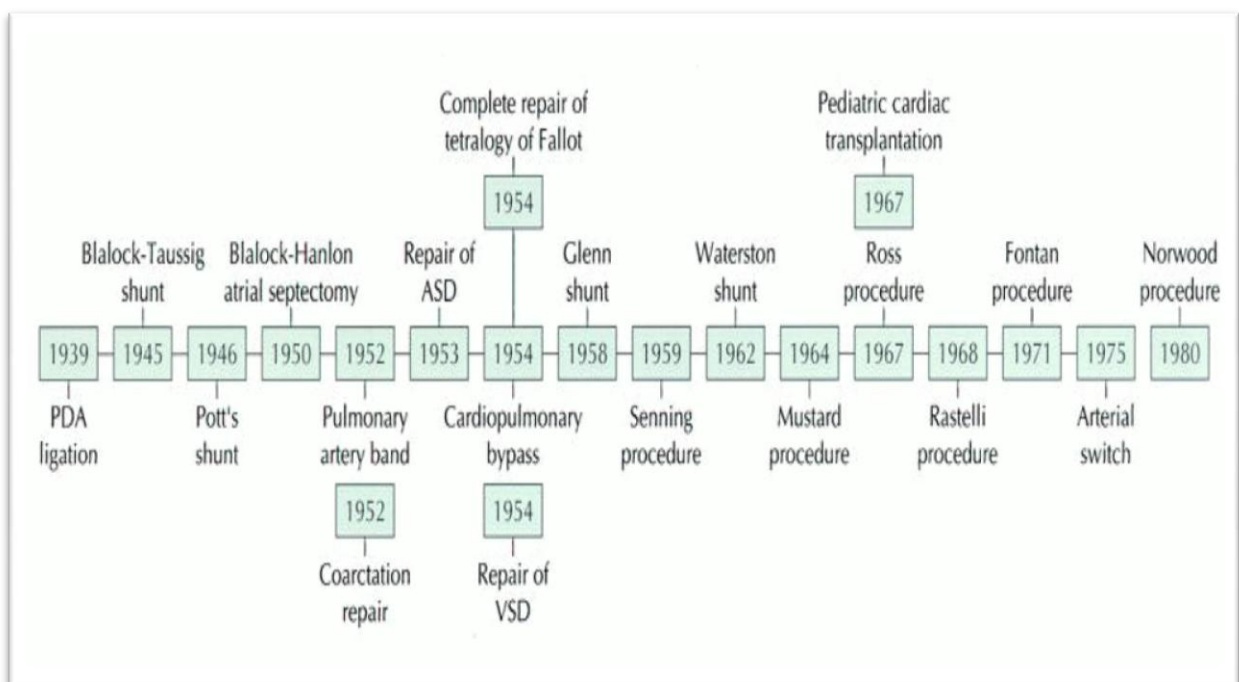 Complete repair of
tetralogy of Fallot
Pediatric cardiac
transplantation
1954
1967
Blalock-Taussig
shunt
Blalock-Hanlon
atrial septectomy
Repair of
ASD
Glenn
shunt
Waterston
shunt
Ross
procedure
Fontan
procedure
Norwood
procedure
1939
1945
1946
1950
1952
1953
1954
1958
1959
1962
1964
1967
1968
1971
1975
1980
PDA
ligation
Pott's
shunt
Pulmonary
artery band
Cardiopulmonary
bypass
Senning
procedure
Mustard
procedure
Rastelli
procedure
Arterial
switch
1952
1954
Coarctation
repair
Repair of
VSD